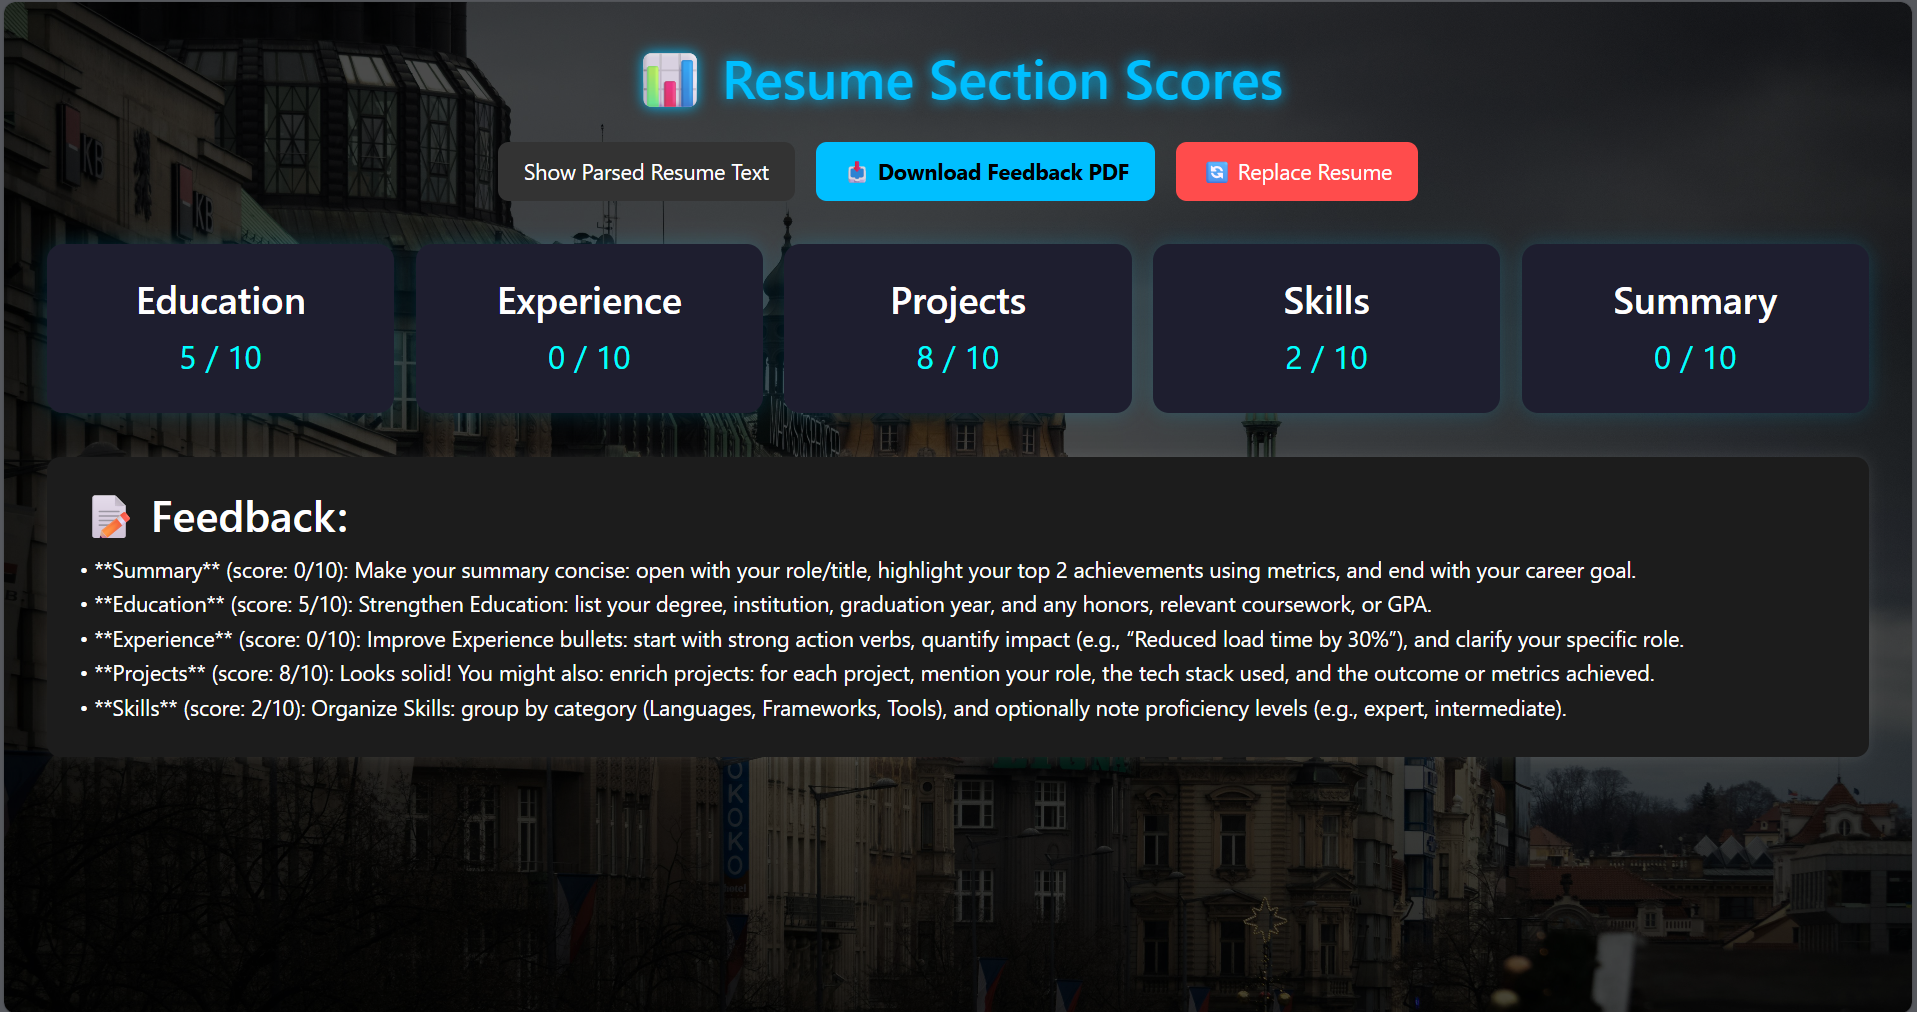 Resume Section Scores
Show Parsed Resume Text
Download Feedback PDF
Replace Resume
Education
5 / 10
Experience
0 / 10
Projects
8 / 10
Skills
2 / 10
Summary
0 / 10
Feedback:
• **Summary** (score: 0/10): Make your summary concise: open with your role/title, highlight your top 2 achievements using metrics, and end with your career goal.
• **Education** (score: 5/10): Strengthen Education: list your degree, institution, graduation year, and any honors, relevant coursework, or GPA.
• **Experience** (score: 0/10): Improve Experience bullets: start with strong action verbs, quantify impact (e.g., “Reduced load time by 30%”), and clarify your specific role.
• **Projects** (score: 8/10): Looks solid! You might also: enrich projects: for each project, mention your role, the tech stack used, and the outcome or metrics achieved.
• **Skills** (score: 2/10): Organize Skills: group by category (Languages, Frameworks, Tools), and optionally note proficiency levels (e.g., expert, intermediate).
KB
KB